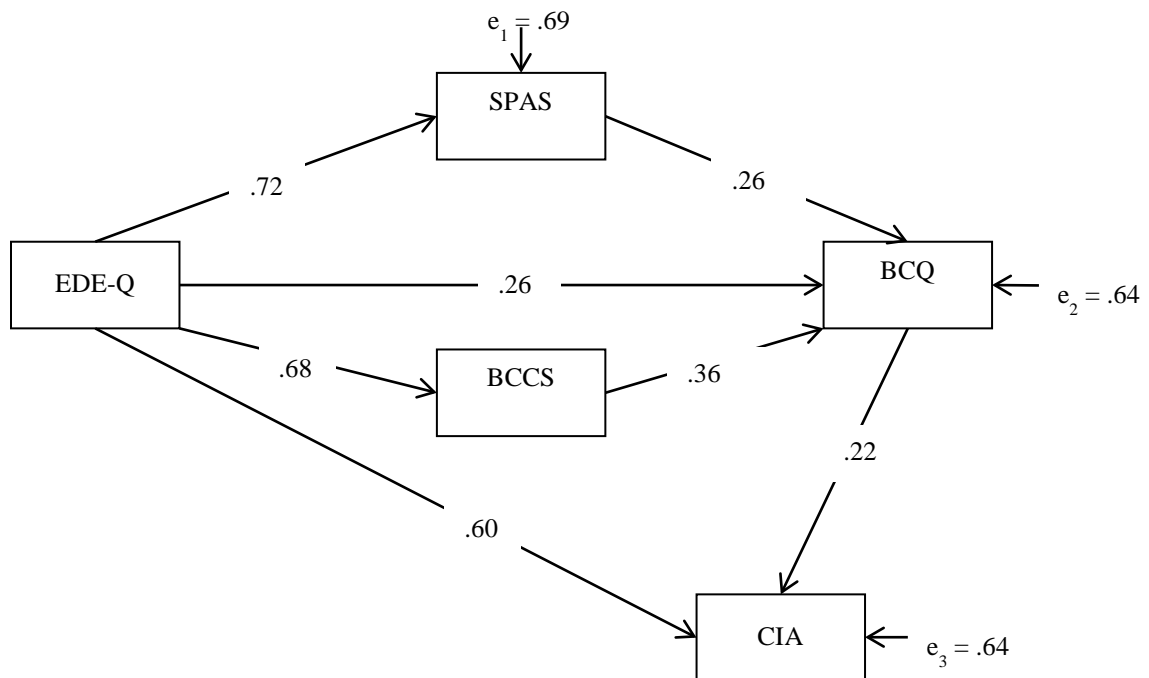 e₁ = .69
SPAS
.72
.26
EDE-Q
.26
BCQ
e₂ = .64
.68
BCCS
.36
.22
.60
CIA
e₃ = .64